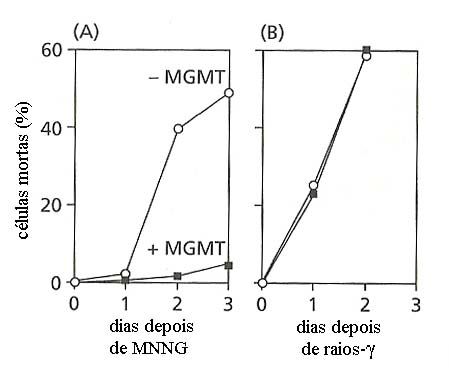 (A)
(B)
60
40
20
0
células mortas (%)
– MGMT
+ MGMT
0 1 2 3
0 1 2 3
dias depois
de MNNG
dias depois
de raios-γ